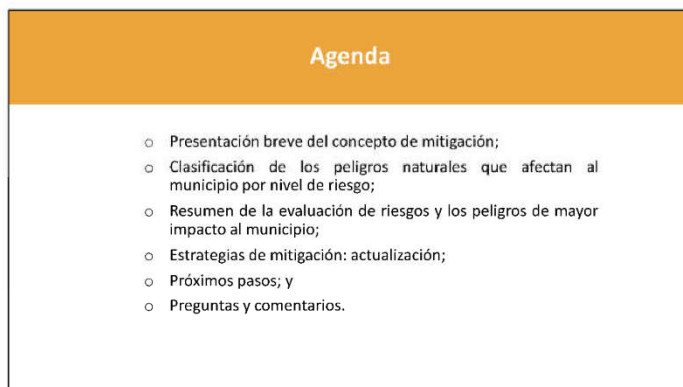 Agenda
o Presentación breve del concepto de mitigación;
o Clasificación de los peligros naturales que afectan al
municipio por nivel de riesgo;
o Resumen de la evaluación de riesgos y los peligros de mayor
impacto al municipio;
o Estrategias de mitigación: actualización;
o Próximos pasos; y
o Preguntas y comentarios.